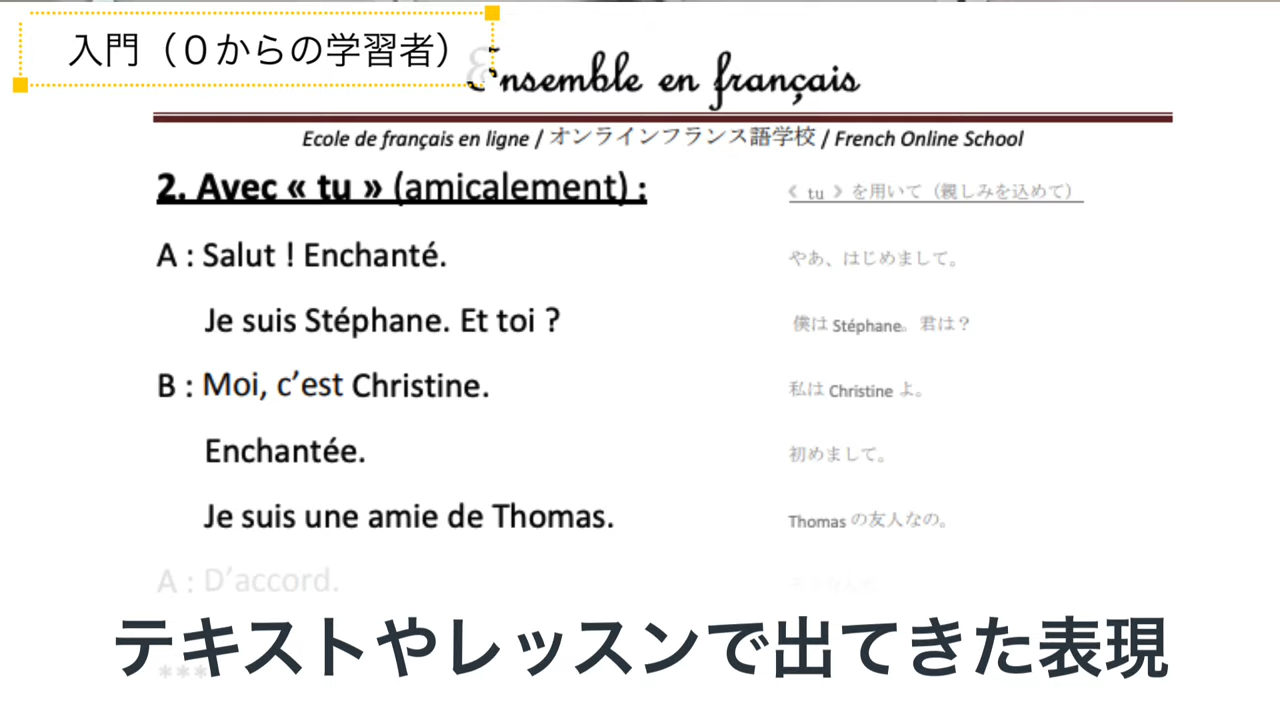 入門（０からの学習者）
Ensemble en français
Ecole de français en ligne / オンラインフランス語学校 / French Online School
2. Avec « tu » (amicalement) :
《 tu 》を用いて（親しみを込めて）
A : Salut ! Enchanté.
やあ、はじめまして。
Je suis Stéphane. Et toi ?
僕は Stéphane。君は？
B : Moi, c’est Christine.
私は Christine よ。
Enchantée.
初めまして。
Je suis une amie de Thomas.
Thomas の友人なの。
A : D’accord.
テキストやレッスンで出てきた表現
***